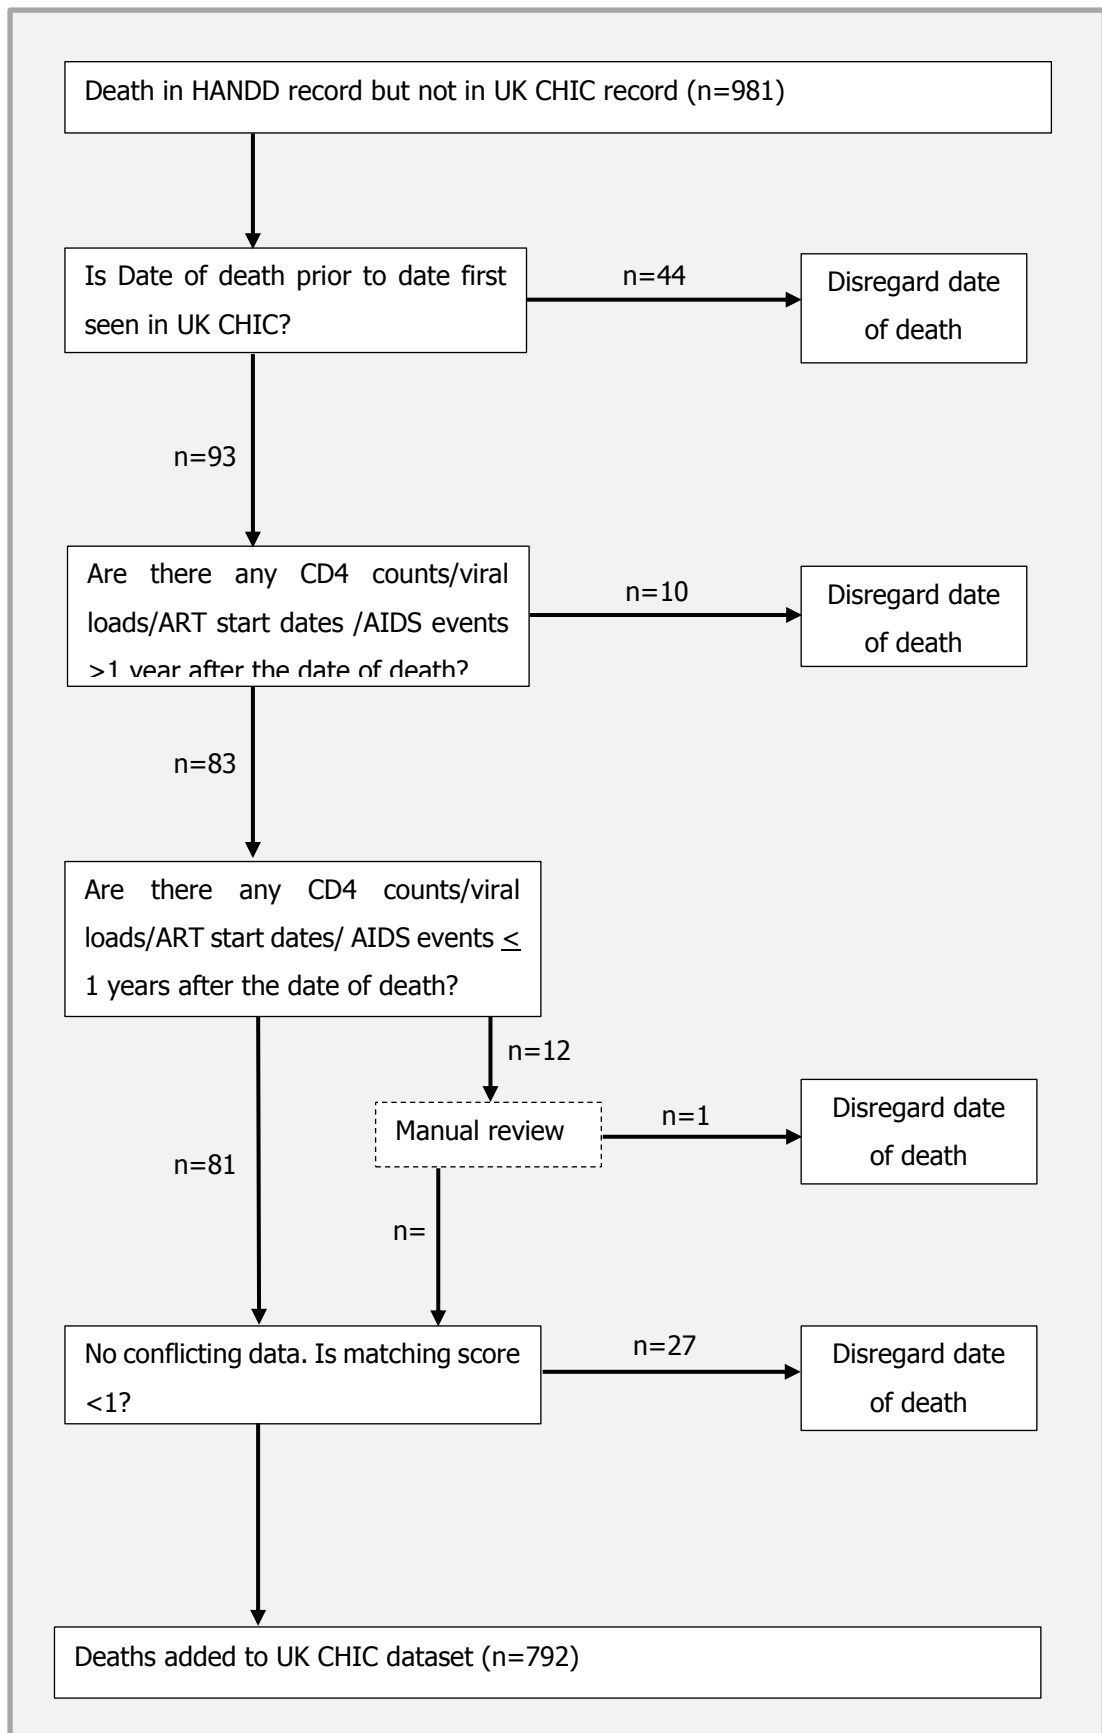 Death in HANDD record but not in UK CHIC record (n=981)
Is Date of death prior to date first
seen in UK CHIC?
n=44
Disregard date
of death
n=93
Are there any CD4 counts/viral
loads/ART start dates /AIDS events
>1 year after the date of death?
n=10
Disregard date
of death
n=83
Are there any CD4 counts/viral
loads/ART start dates/ AIDS events <
1 years after the date of death?
n=12
Manual review
n=1
Disregard date
of death
n=81
n=
No conflicting data. Is matching score
<1?
n=27
Disregard date
of death
Deaths added to UK CHIC dataset (n=792)